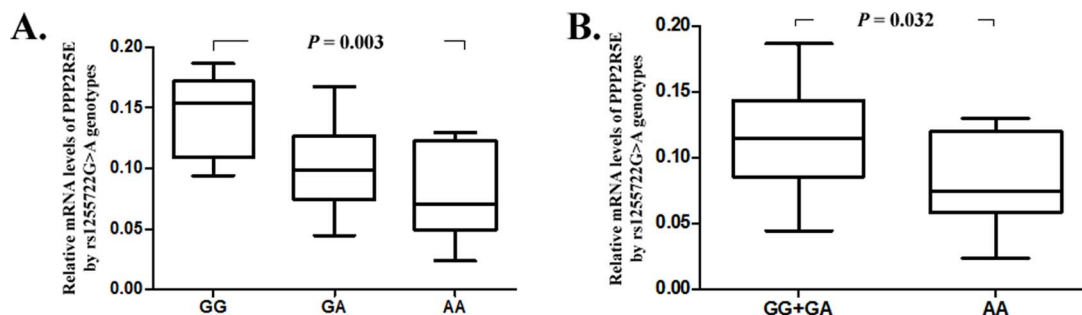 A.
P = 0.003
Relative mRNA levels of PPP2R5E
by rs1255722G>A genotypes
0.20
0.15
0.10
0.05
0.00
GG GA AA
B.
P = 0.032
Relative mRNA levels of PPP2R5E
by rs1255722G>A genotypes
0.20
0.15
0.10
0.05
0.00
GG+GA AA